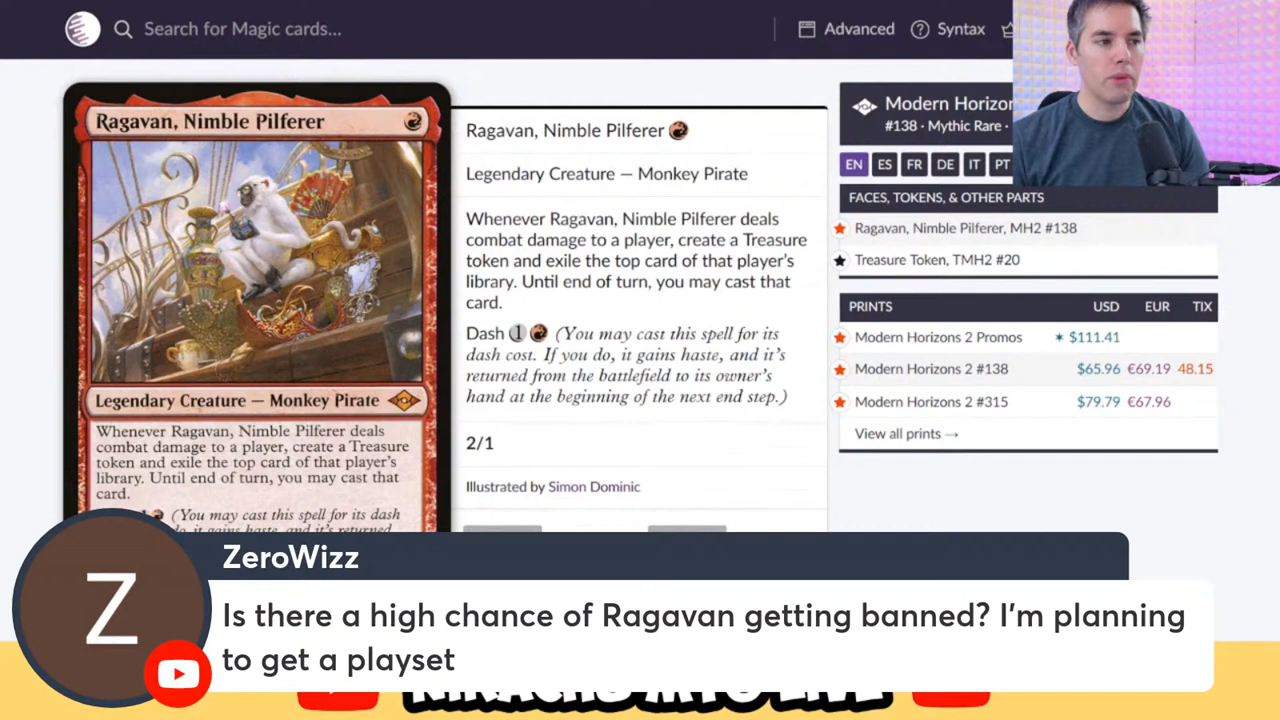 Search for Magic cards...
Advanced
Syntax
Ragavan, Nimble Pilferer
Legendary Creature — Monkey Pirate
Whenever Ragavan, Nimble Pilferer deals
combat damage to a player, create a Treasure
token and exile the top card of that player's
library. Until end of turn, you may cast that
card.
(You may cast this spell for its dash
Ragavan, Nimble Pilferer
Legendary Creature — Monkey Pirate
Whenever Ragavan, Nimble Pilferer deals
combat damage to a player, create a Treasure
token and exile the top card of that player's
library. Until end of turn, you may cast that
card.
Dash 1 (You may cast this spell for its
dash cost. If you do, it gains haste, and it's
returned from the battlefield to its owner's
hand at the beginning of the next end step.)
2/1
Illustrated by Simon Dominic
Modern Horizon
#138 · Mythic Rare ·
EN ES FR DE IT PT
FACES, TOKENS, & OTHER PARTS
Ragavan, Nimble Pilferer, MH2 #138
Treasure Token, TMH2 #20
PRINTS USD EUR TIX
Modern Horizons 2 Promos $111.41
Modern Horizons 2 #138 $65.96 €69.19 48.15
Modern Horizons 2 #315 $79.79 €67.96
View all prints →
Z
ZeroWizz
Is there a high chance of Ragavan getting banned? I'm planning
to get a playset